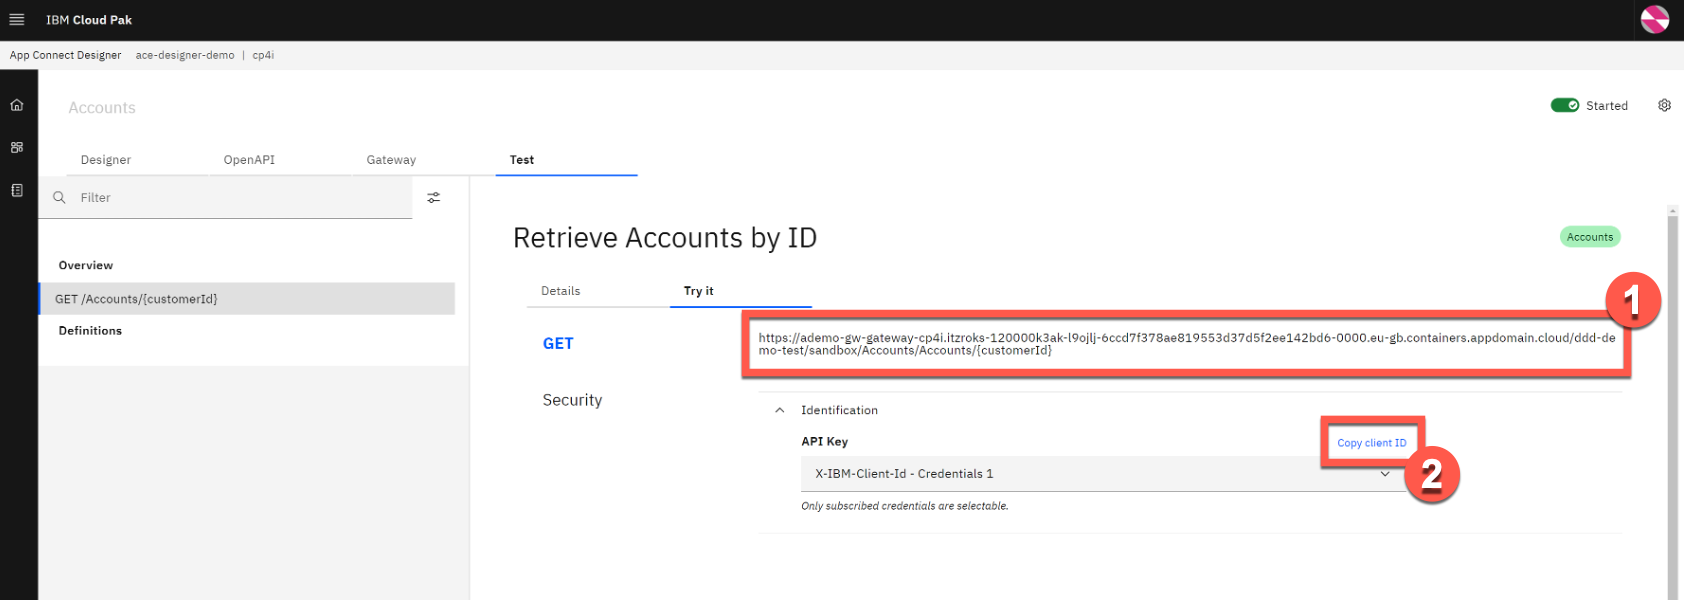 IBM Cloud Pak
App Connect Designer ace-designer-demo | cp4i
Accounts
Started
Designer OpenAPI Gateway Test
Filter
Overview
GET /Accounts/{customerId}
Definitions
Retrieve Accounts by ID
Accounts
Details Try it
1
GET
https://ademo-gw-gateway-cp4i.itzroks-120000k3ak-l9ojlj-6ccd7f378ae819553d37d5f2ee142bd6-0000.eu-gb.containers.appdomain.cloud/ddd-de
mo-test/sandbox/Accounts/Accounts/{customerId}
Security
Identification
API Key
Copy client ID
2
X-IBM-Client-Id - Credentials 1
Only subscribed credentials are selectable.